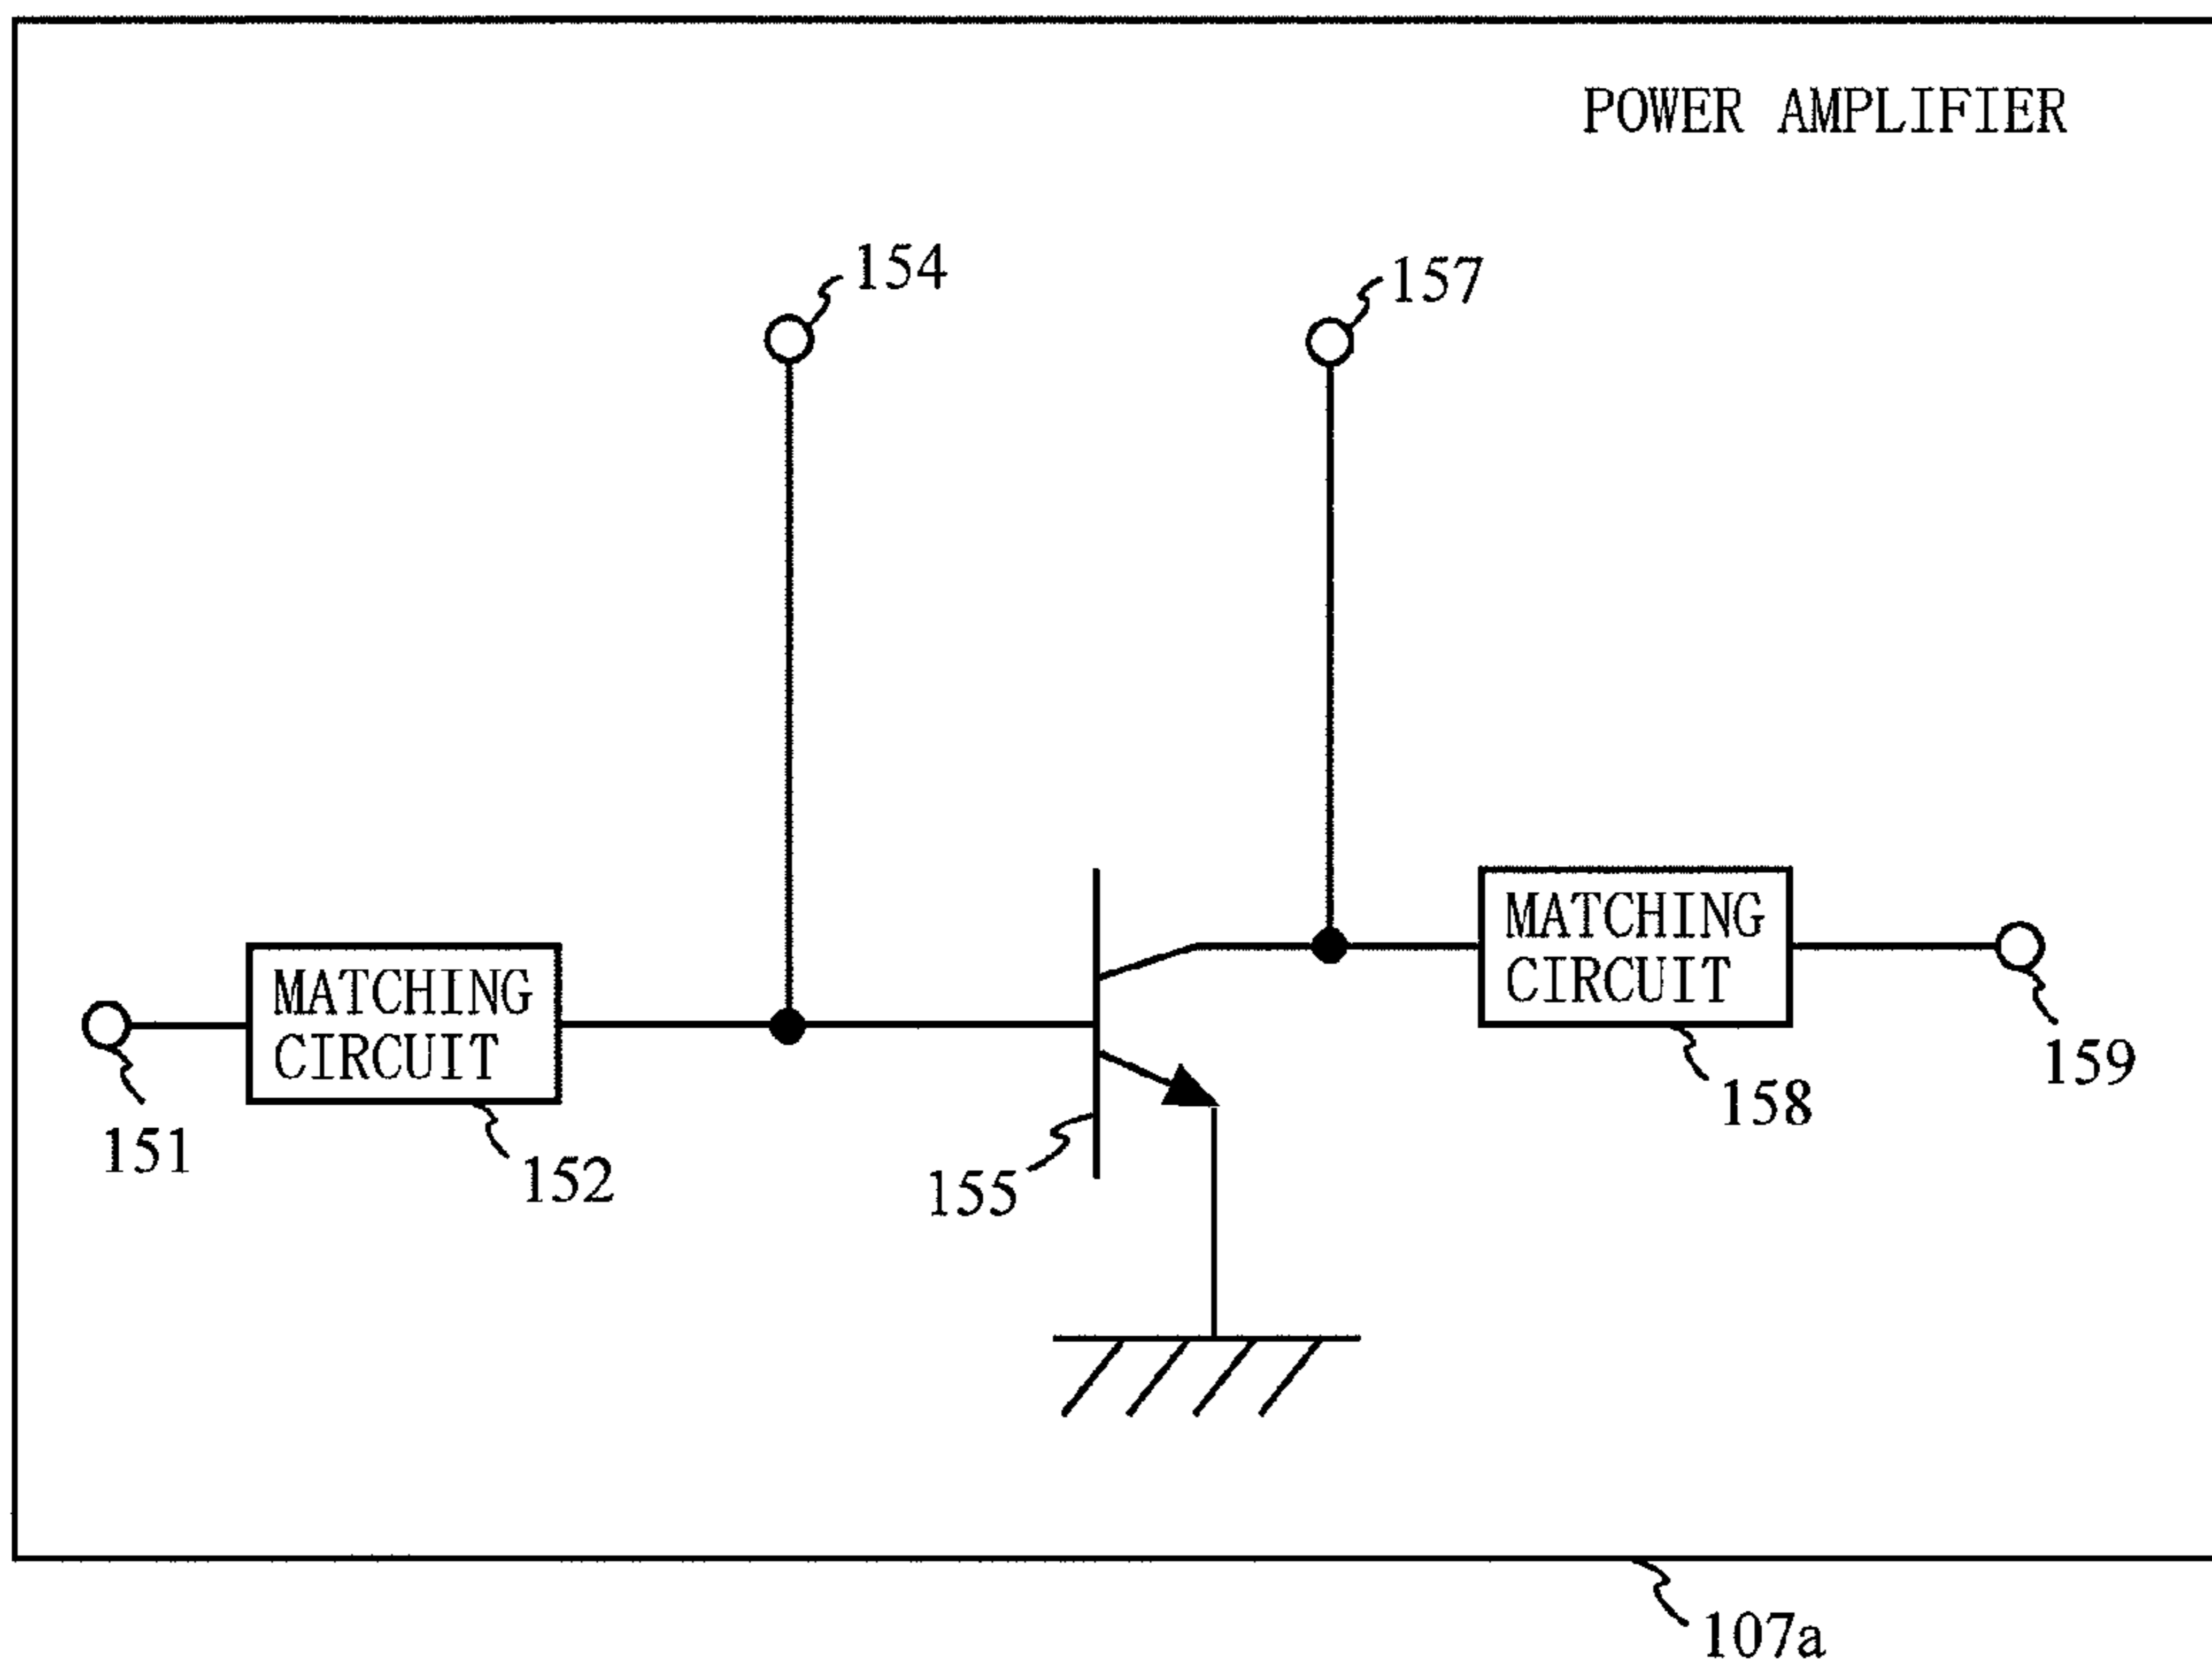 POWER AMPLIFIER
154
157
MATCHING
CIRCUIT
MATCHING
CIRCUIT
151
152
155
158
159
107a